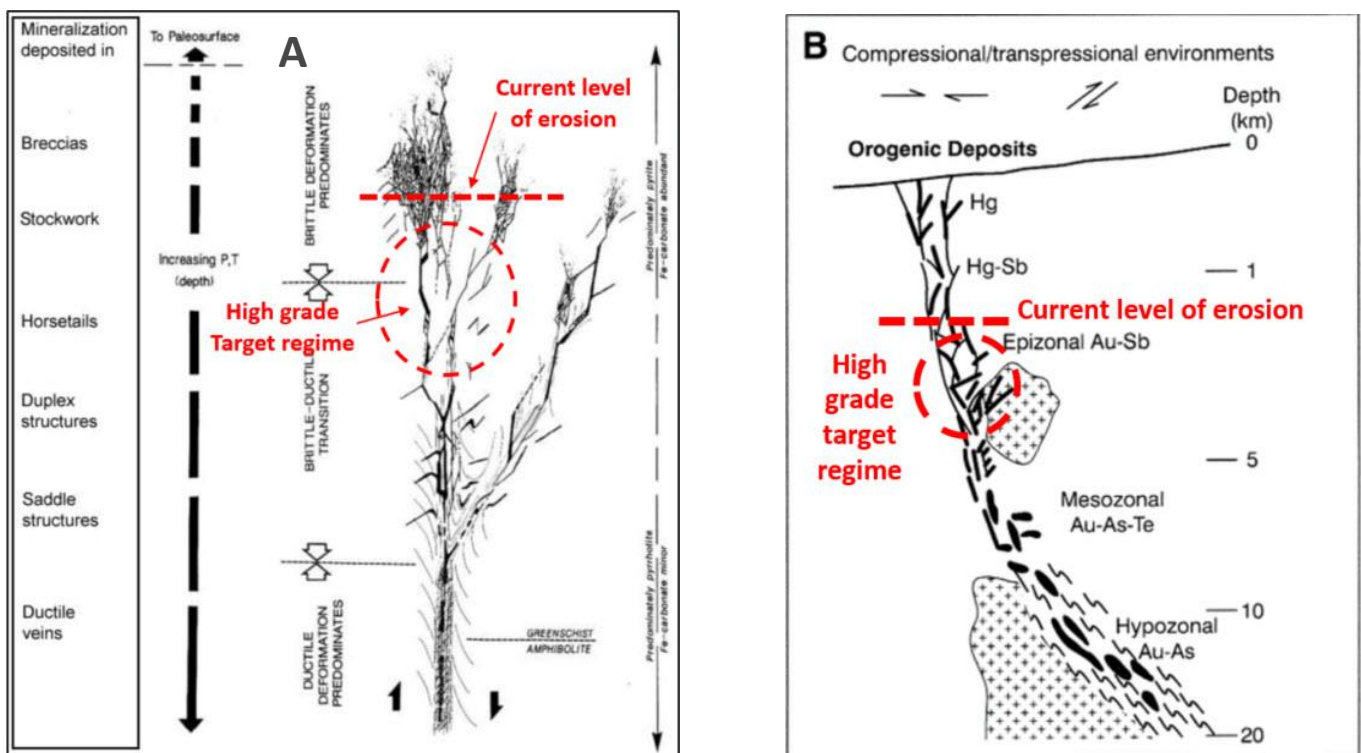 Mineralization
deposited in
Breccias
Stockwork
Horsetails
Duplex
structures
Saddle
structures
Ductile
veins
To Paleosurface
Increasing P,T
(depth)
A
BRITTLE DEFORMATION
PREDOMINATES
BRITTLE-DUCTILE
TRANSITION
DUCTILE
DEFORMATION
PREDOMINATES
Current level
of erosion
High grade
Target regime
GREENSCHIST
AMPHIBOLITE
Predominately pyrite
Fe-carbonate abundant
Predominately pyrrhotite
Fe-carbonate minor
B
Compressional/transpressional environments
Depth
(km)
0
Orogenic Deposits
Hg
Hg-Sb
1
Current level of erosion
Epizonal Au-Sb
High
grade
target
regime
5
Mesozonal
Au-As-Te
10
Hypozonal
Au-As
20